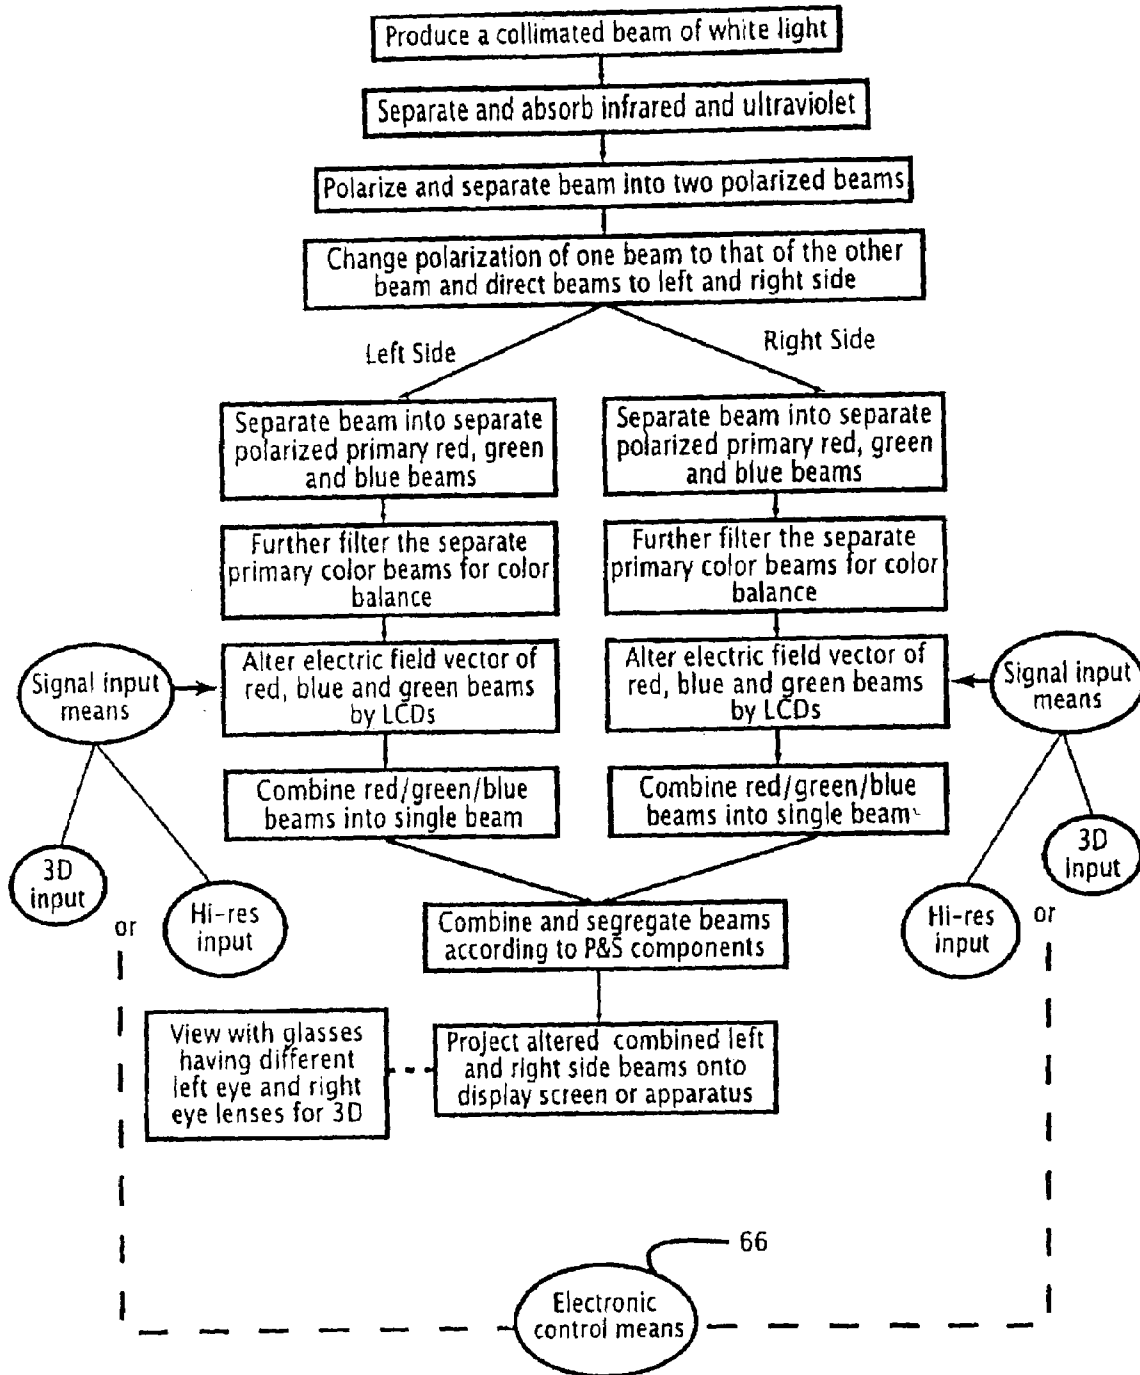 Produce a collimated beam of white light
Separate and absorb infrared and ultraviolet
Polarize and separate beam into two polarized beams
Change polarization of one beam to that of the other
beam and direct beams to left and right side
Left Side
Right Side
Separate beam into separate
polarized primary red, green
and blue beams
Separate beam into separate
polarized primary red, green
and blue beams
Further filter the separate
primary color beams for color
balance
Further filter the separate
primary color beams for color
balance
Signal input
means
Alter electric field vector of
red, blue and green beams
by LCDs
Alter electric field vector of
red, blue and green beams
by LCDs
Signal input
means
Combine red/green/blue
beams into single beam
Combine red/green/blue
beams into single beam
3D
input
or
Hi-res
input
Hi-res
input
or
3D
input
Combine and segregate beams
according to P&S components
View with glasses
having different
left eye and right
eye lenses for 3D
Project altered combined left
and right side beams onto
display screen or apparatus
66
Electronic
control means